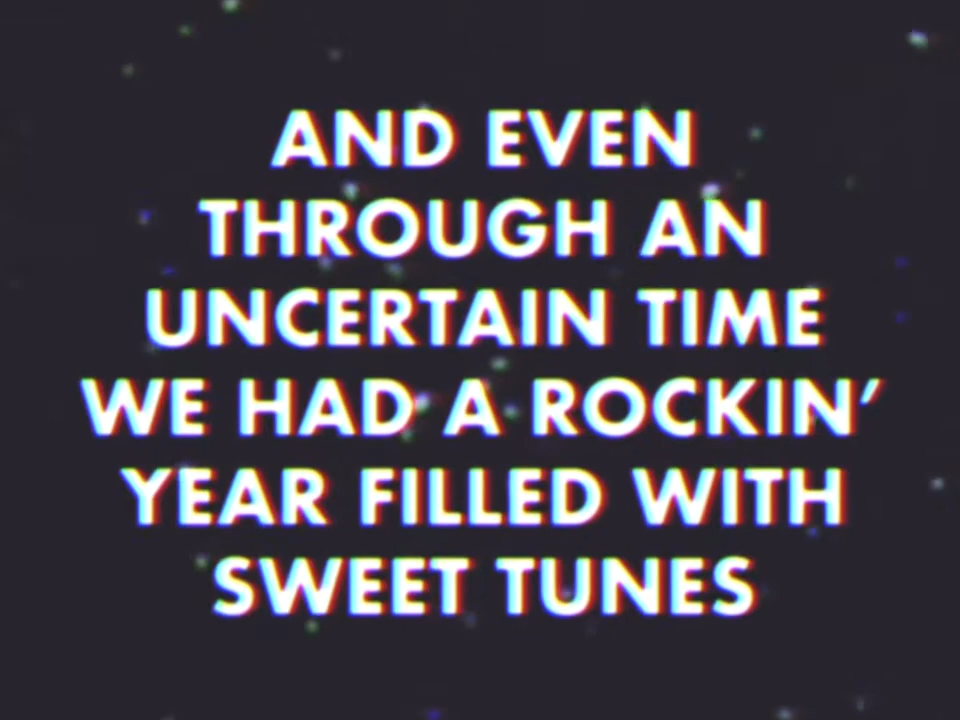 AND EVEN
THROUGH AN
UNCERTAIN TIME
WE HAD A ROCKIN’
YEAR FILLED WITH
SWEET TUNES